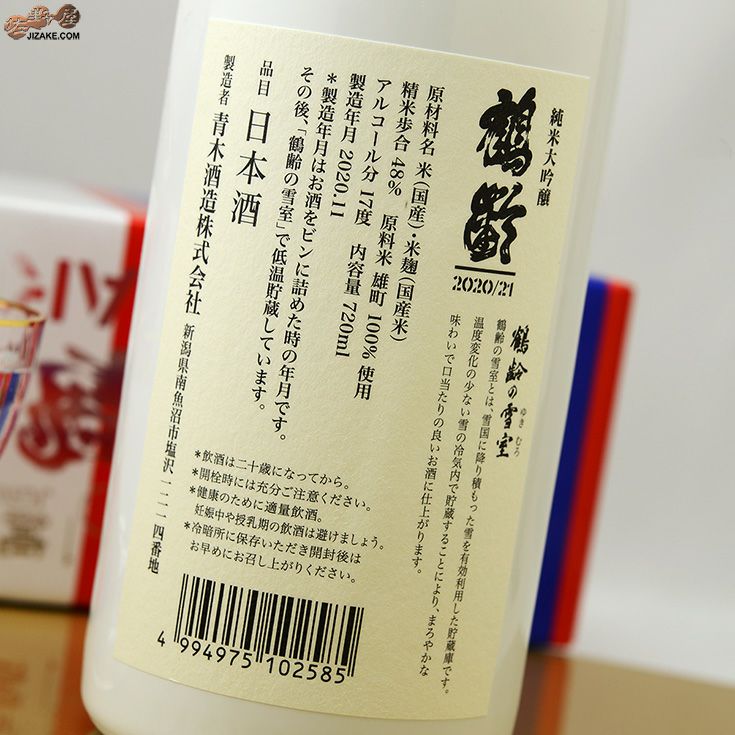 JIZAKE.COM
純米大吟醸
鶴齢
2020/21
鶴齢の雪室
ゆき むろ
鶴齢の雪室とは、雪国に降り積もった雪を有効利用した貯蔵庫です。
温度変化の少ない雪の冷気内で貯蔵することにより、まろやかな
味わいで口当たりの良いお酒に仕上がります。
原材料名 米(国産)・米麹(国産米)
精米歩合 48% 原料米 雄町 100% 使用
アルコール分 17度 内容量 720ml
製造年月 2020.11
*製造年月はお酒をビンに詰めた時の年月です。
その後、「鶴齢の雪室」で低温貯蔵しています。
品目 日本酒
製造者 青木酒造株式会社 新潟県南魚沼市塩沢一二一四番地
*飲酒は二十歳になってから。
*開栓時には充分ご注意ください。
*健康のために適量飲酒。
妊娠中や授乳期の飲酒は避けましょう。
*冷暗所に保存いただき開封後は
お早めにお召し上がりください。
4 994975 102585